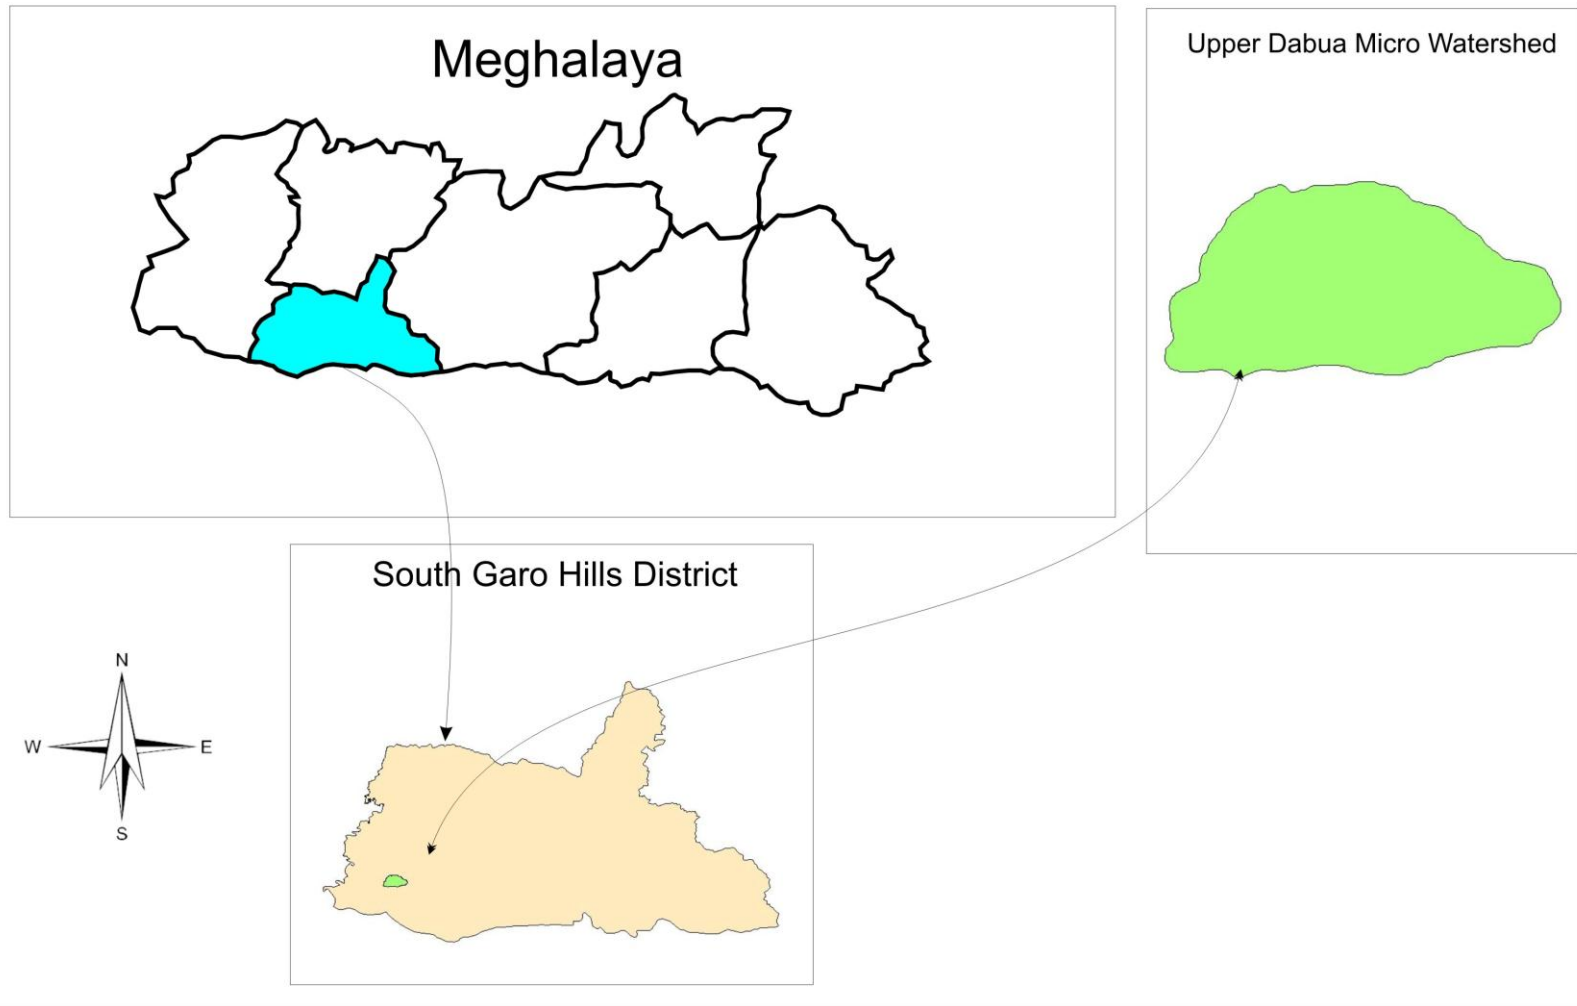 Meghalaya
Upper Dabua Micro Watershed
South Garo Hills District
N
W E
S